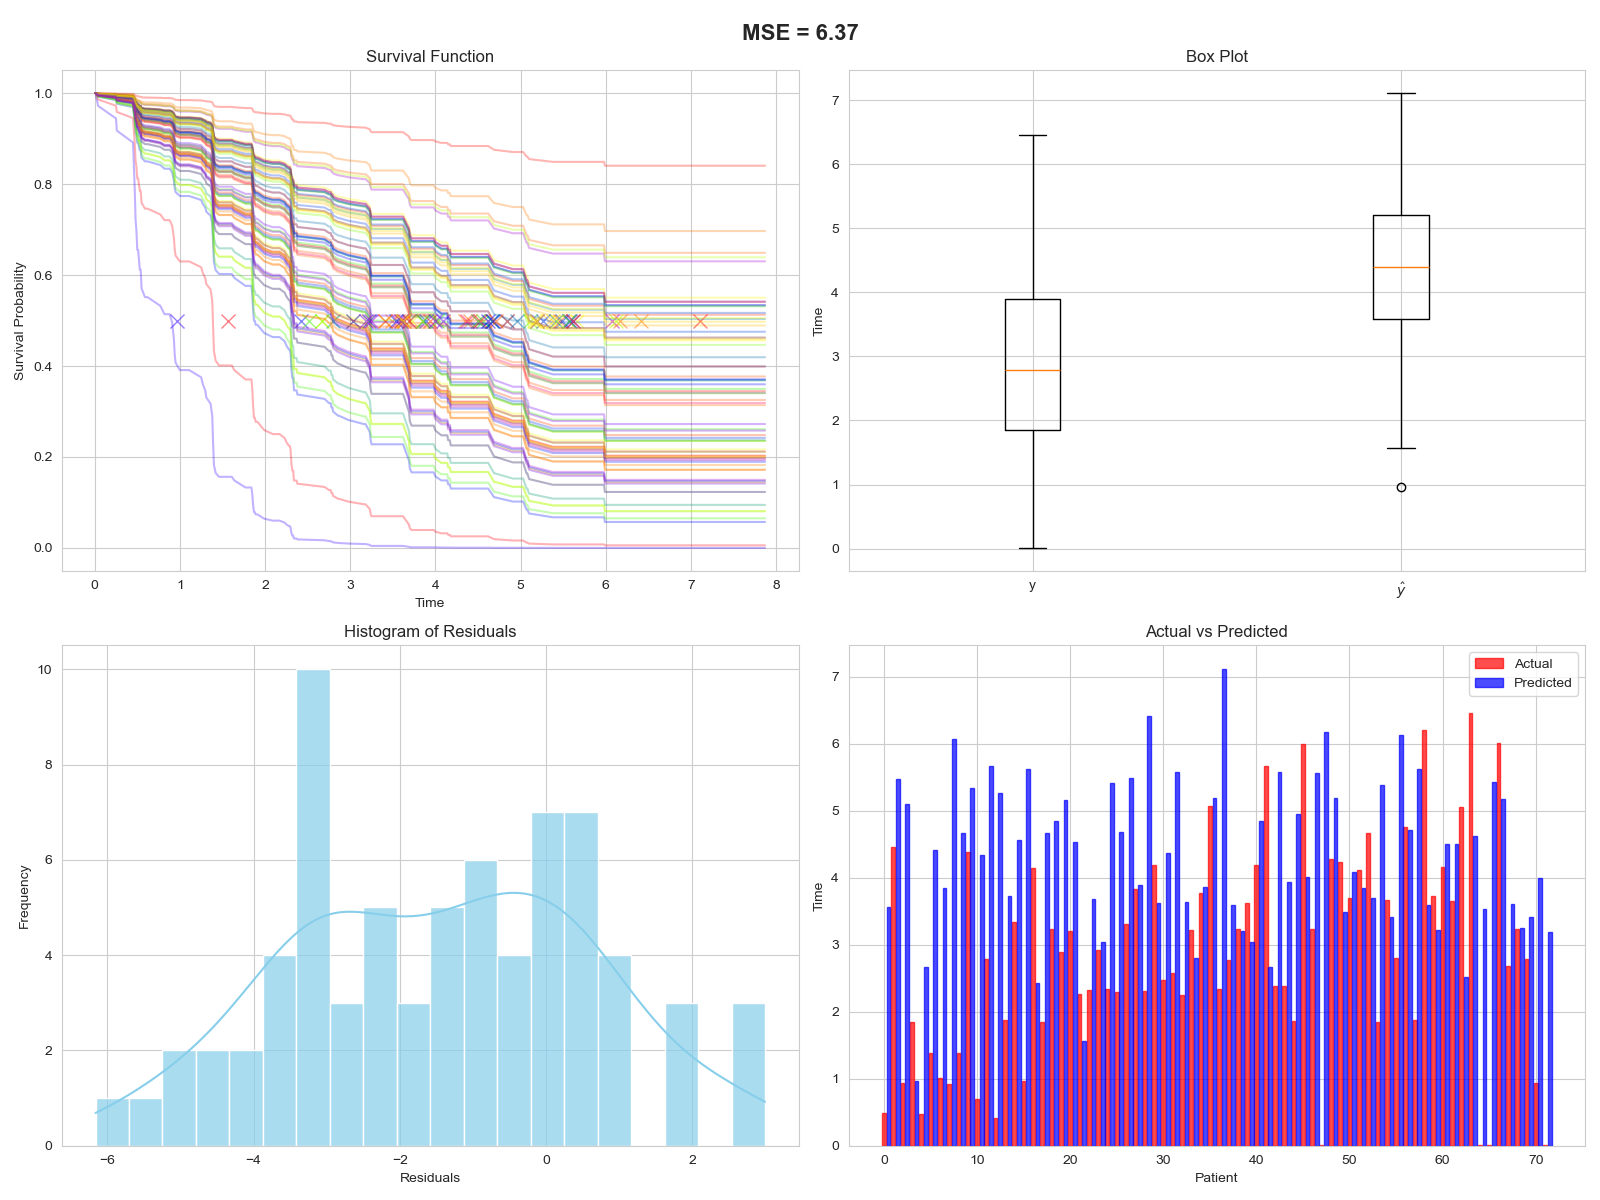 MSE = 6.37
Survival Function
Survival Probability
1.0
0.8
0.6
0.4
0.2
0.0
0 1 2 3 4 5 6 7 8
Time
Box Plot
Time
7
6
5
4
3
2
1
0
y ŷ
Histogram of Residuals
Frequency
10
8
6
4
2
0
−6 −4 −2 0 2
Residuals
Actual vs Predicted
Actual
Predicted
Time
7
6
5
4
3
2
1
0
0 10 20 30 40 50 60 70
Patient